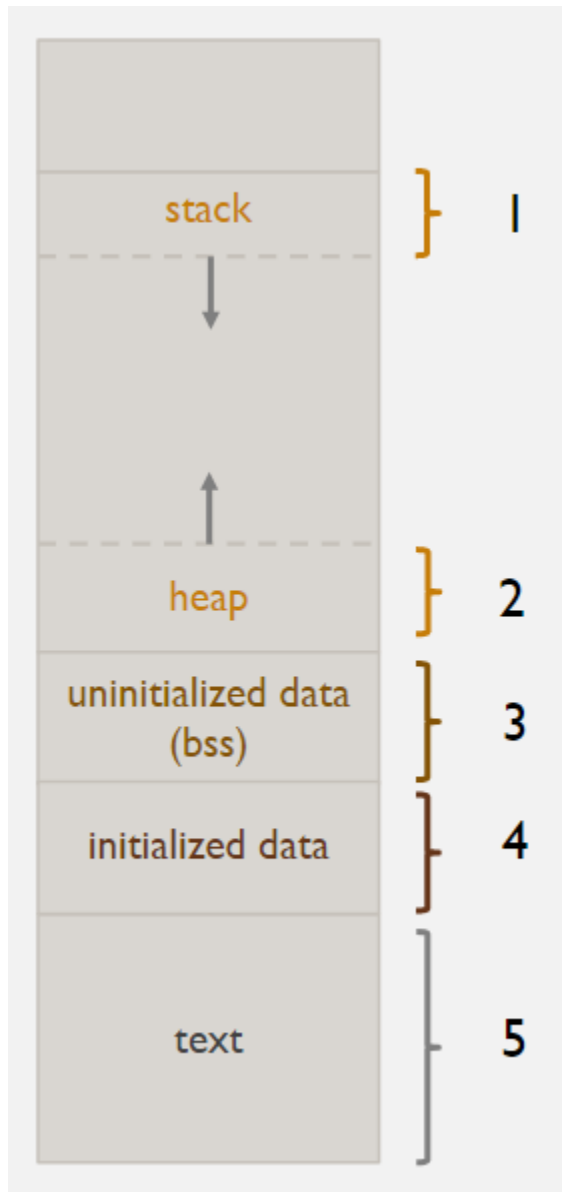 stack
1
heap
2
uninitialized data
(bss)
3
initialized data
4
text
5